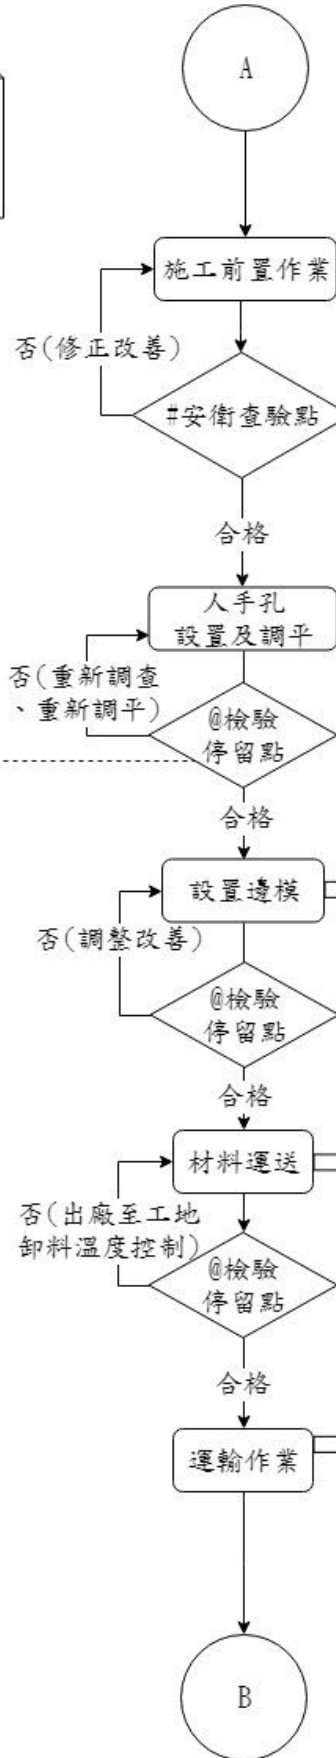 A
施工前置作業
否(修正改善)
#安衛查驗點
合格
人手孔
設置及調平
否(重新調查
、重新調平)
@檢驗
停留點
合格
設置邊模
否(調整改善)
@檢驗
停留點
合格
材料運送
否(出廠至工地
卸料溫度控制)
@檢驗
停留點
合格
運輸作業
B